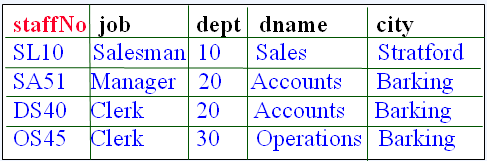 staffNo job dept dname city
SL10 Salesman 10 Sales Stratford
SA51 Manager 20 Accounts Barking
DS40 Clerk 20 Accounts Barking
OS45 Clerk 30 Operations Barking